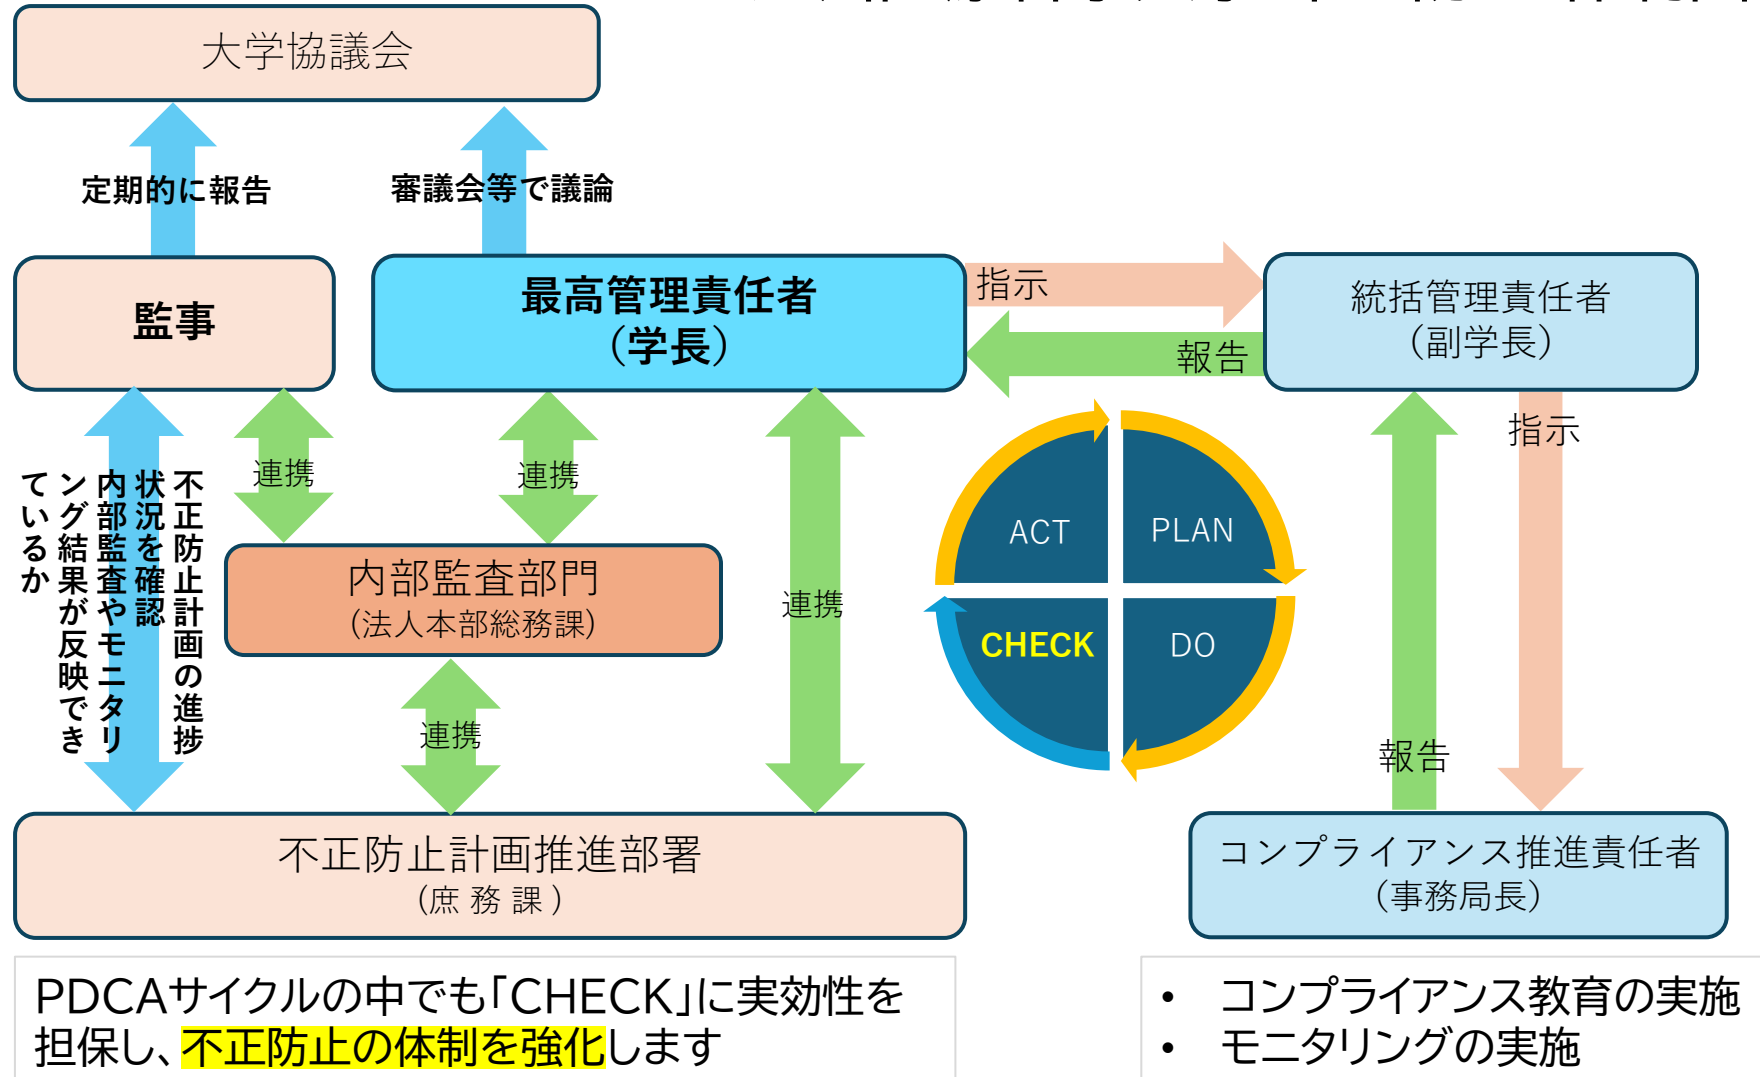 大学協議会
定期的に報告
審議会等で議論
監事
最高管理責任者
（学長）
指示
報告
統括管理責任者
（副学長）
連携
連携
指示
不正防止計画の進捗
状況を確認
内部監査やモニタリ
ング結果が反映でき
ているか
内部監査部門
(法人本部総務課)
連携
ACT
PLAN
CHECK
DO
連携
報告
不正防止計画推進部署
(庶務課)
コンプライアンス推進責任者
（事務局長）
PDCAサイクルの中でも「CHECK」に実効性を
担保し、不正防止の体制を強化します
• コンプライアンス教育の実施
• モニタリングの実施